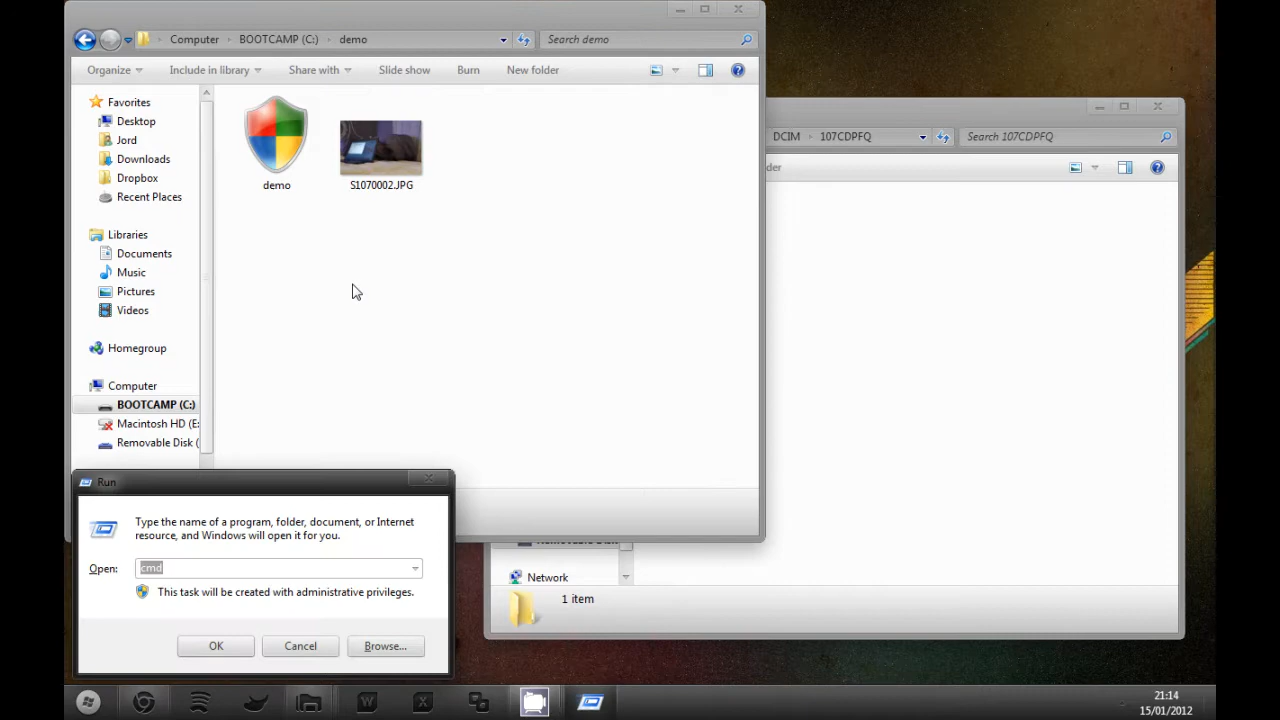 Computer BOOTCAMP (C:) demo
Search demo
Organize Include in library Share with Slide show Burn New folder
Favorites
Desktop
Jord
Downloads
Dropbox
Recent Places
Libraries
Documents
Music
Pictures
Videos
Homegroup
Computer
BOOTCAMP (C:)
Macintosh HD (E:
Removable Disk (
demo
S1070002.JPG
DCIM 107CDPFQ
Search 107CDPFQ
der
Network
1 item
Run
Type the name of a program, folder, document, or Internet
resource, and Windows will open it for you.
Open: cmd
This task will be created with administrative privileges.
OK Cancel Browse...
21:14
15/01/2012